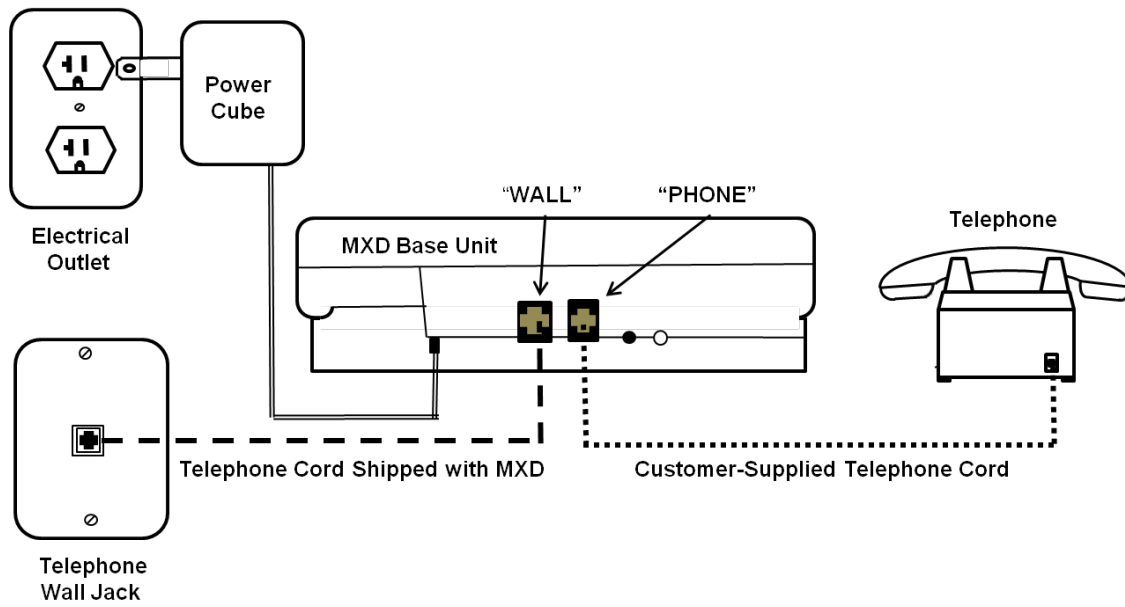 Power
Cube
"WALL"
"PHONE"
Telephone
Electrical
Outlet
MXD Base Unit
Telephone Cord Shipped with MXD
Customer-Supplied Telephone Cord
Telephone
Wall Jack